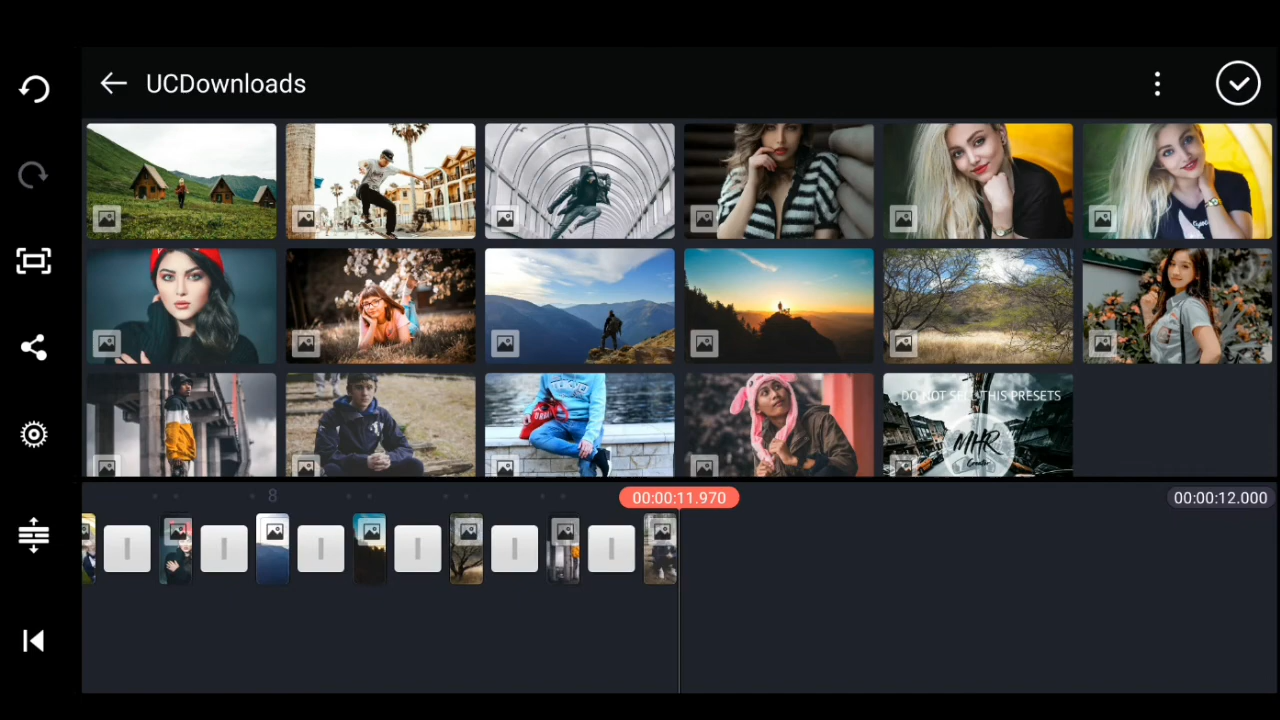 UCDownloads
DO NOT SELL THIS PRESETS
MHR
8
00:00:11.970
00:00:12.000